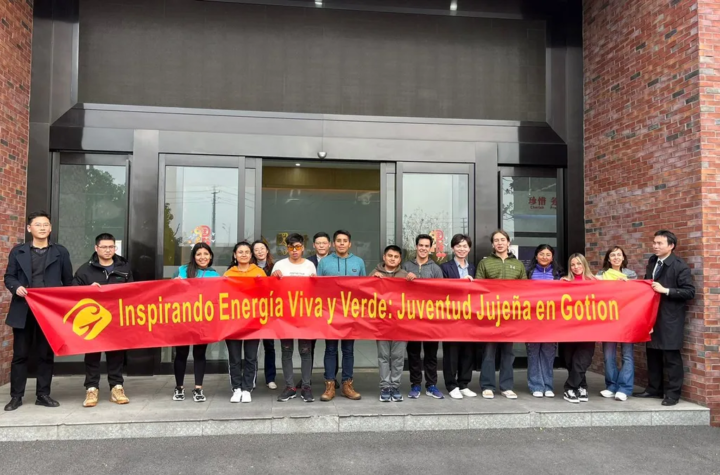 Inspirando Energía Viva y Verde: Juventud Jujeña en Gotion